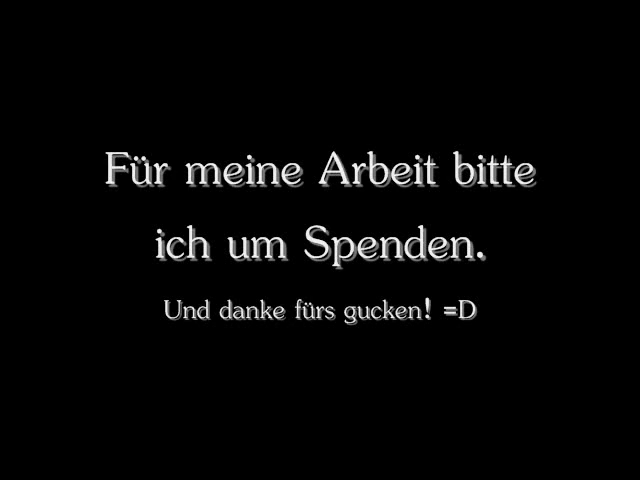 Für meine Arbeit bitte
ich um Spenden.
Und danke fürs gucken! =D